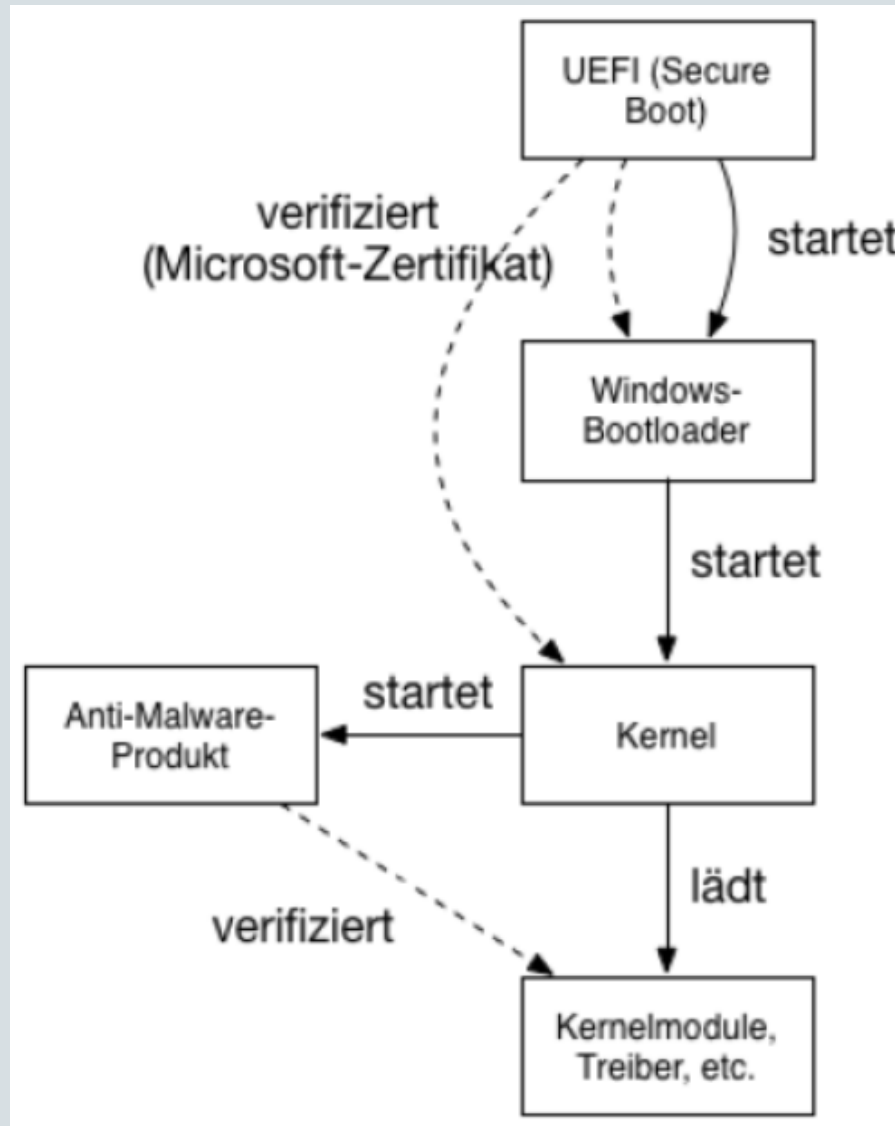 UEFI (Secure
Boot)
verifiziert
(Microsoft-Zertifikat)
startet
Windows-
Bootloader
startet
Anti-Malware-
Produkt
startet
Kernel
verifiziert
lädt
Kernelmodule,
Treiber, etc.